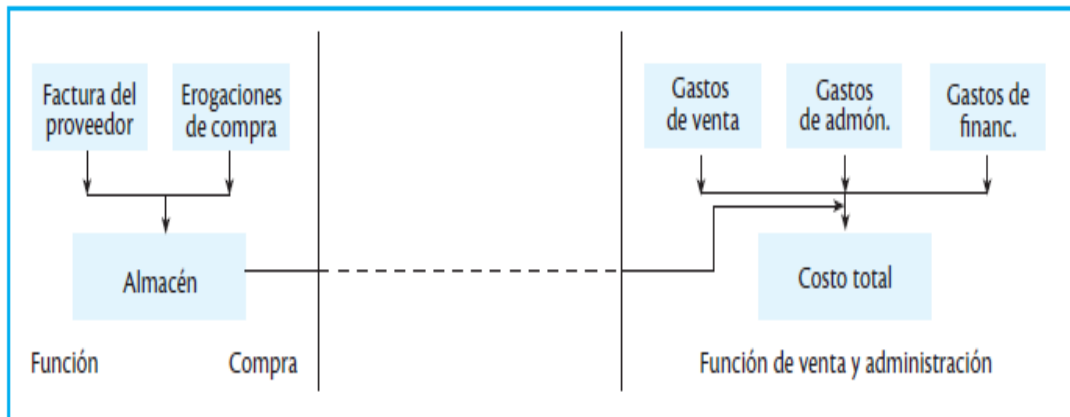 Factura del
proveedor
Erogaciones
de compra
Gastos
de venta
Gastos
de admón.
Gastos de
financ.
Almacén
Costo total
Función
Compra
Función de venta y administración